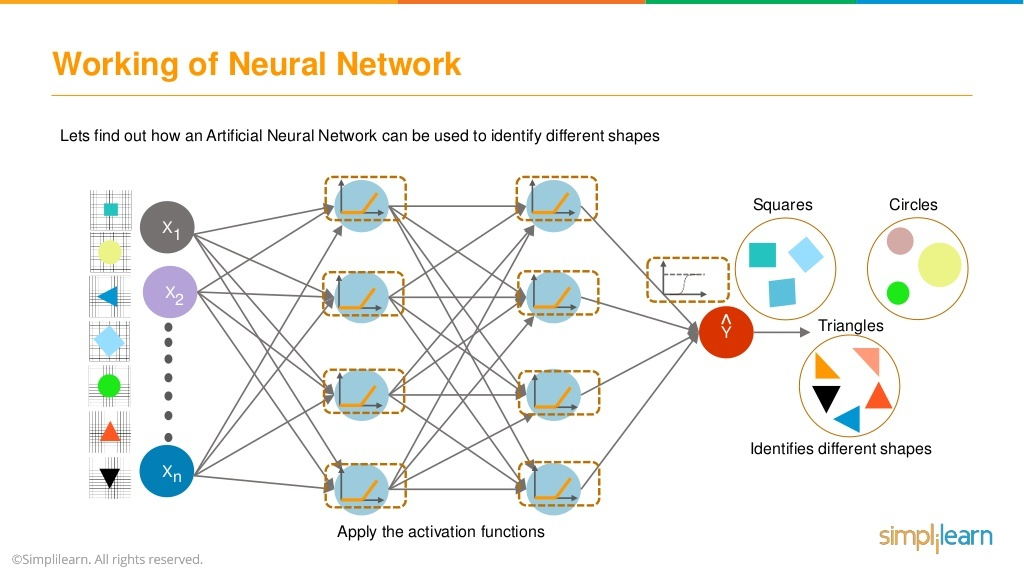 Working of Neural Network
Lets find out how an Artificial Neural Network can be used to identify different shapes
X1
X2
Xn
Ŷ
Squares
Circles
Triangles
Identifies different shapes
Apply the activation functions
simplilearn
©Simplilearn. All rights reserved.